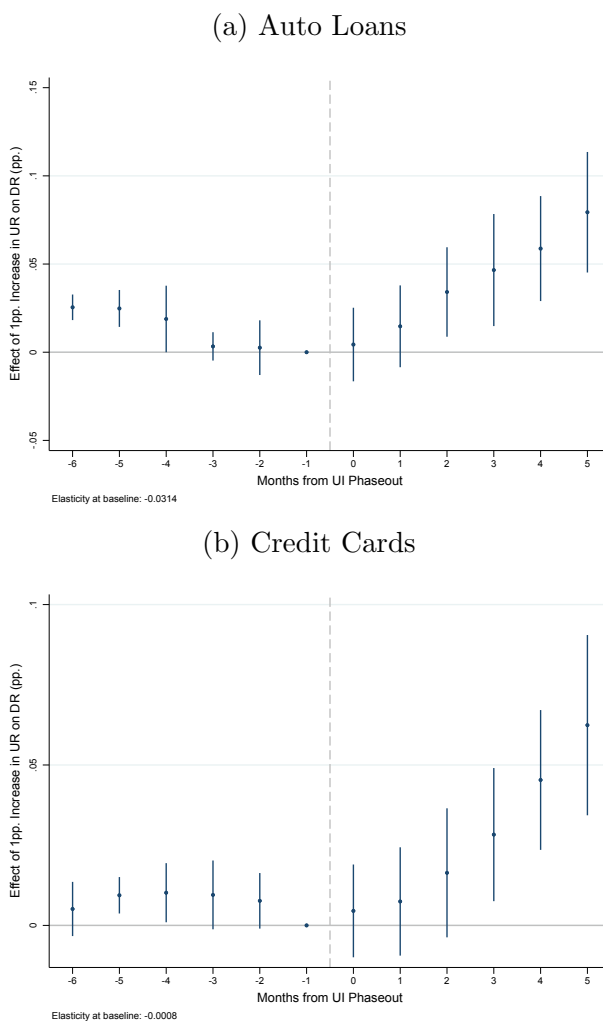 (a) Auto Loans
Effect of 1pp. Increase in UR on DR (pp.)
.15
.1
.05
0
-.05
-6 -5 -4 -3 -2 -1 0 1 2 3 4 5
Months from UI Phaseout
Elasticity at baseline: -0.0314
(b) Credit Cards
Effect of 1pp. Increase in UR on DR (pp.)
.1
.05
0
-6 -5 -4 -3 -2 -1 0 1 2 3 4 5
Months from UI Phaseout
Elasticity at baseline: -0.0008